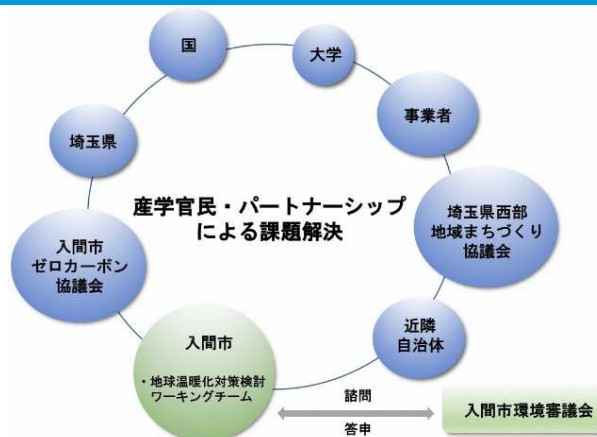 国
大学
埼玉県
事業者
産学官民・パートナーシップ
による課題解決
入間市
ゼロカーボン
協議会
埼玉県西部
地域まちづくり
協議会
入間市
・地球温暖化対策検討
ワーキングチーム
近隣
自治体
諮問
答申
入間市環境審議会